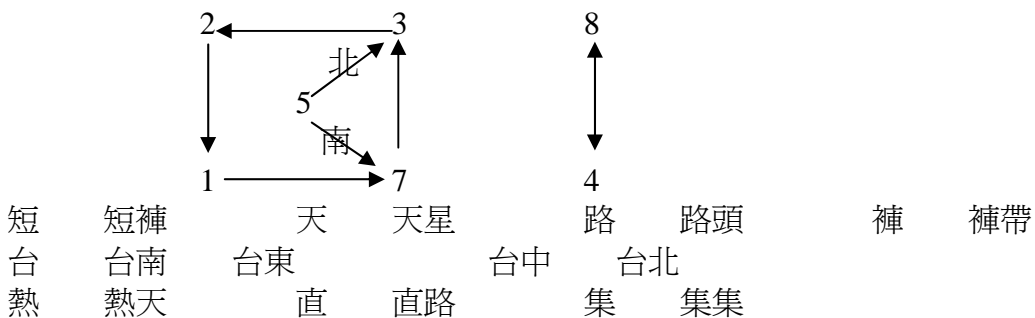 2 3 8
北
5
南
1 7 4
短 短褲 天 天星 路 路頭 褲 褲帶
台 台南 台東 台中 台北
熱 熱天 直 直路 集 集集